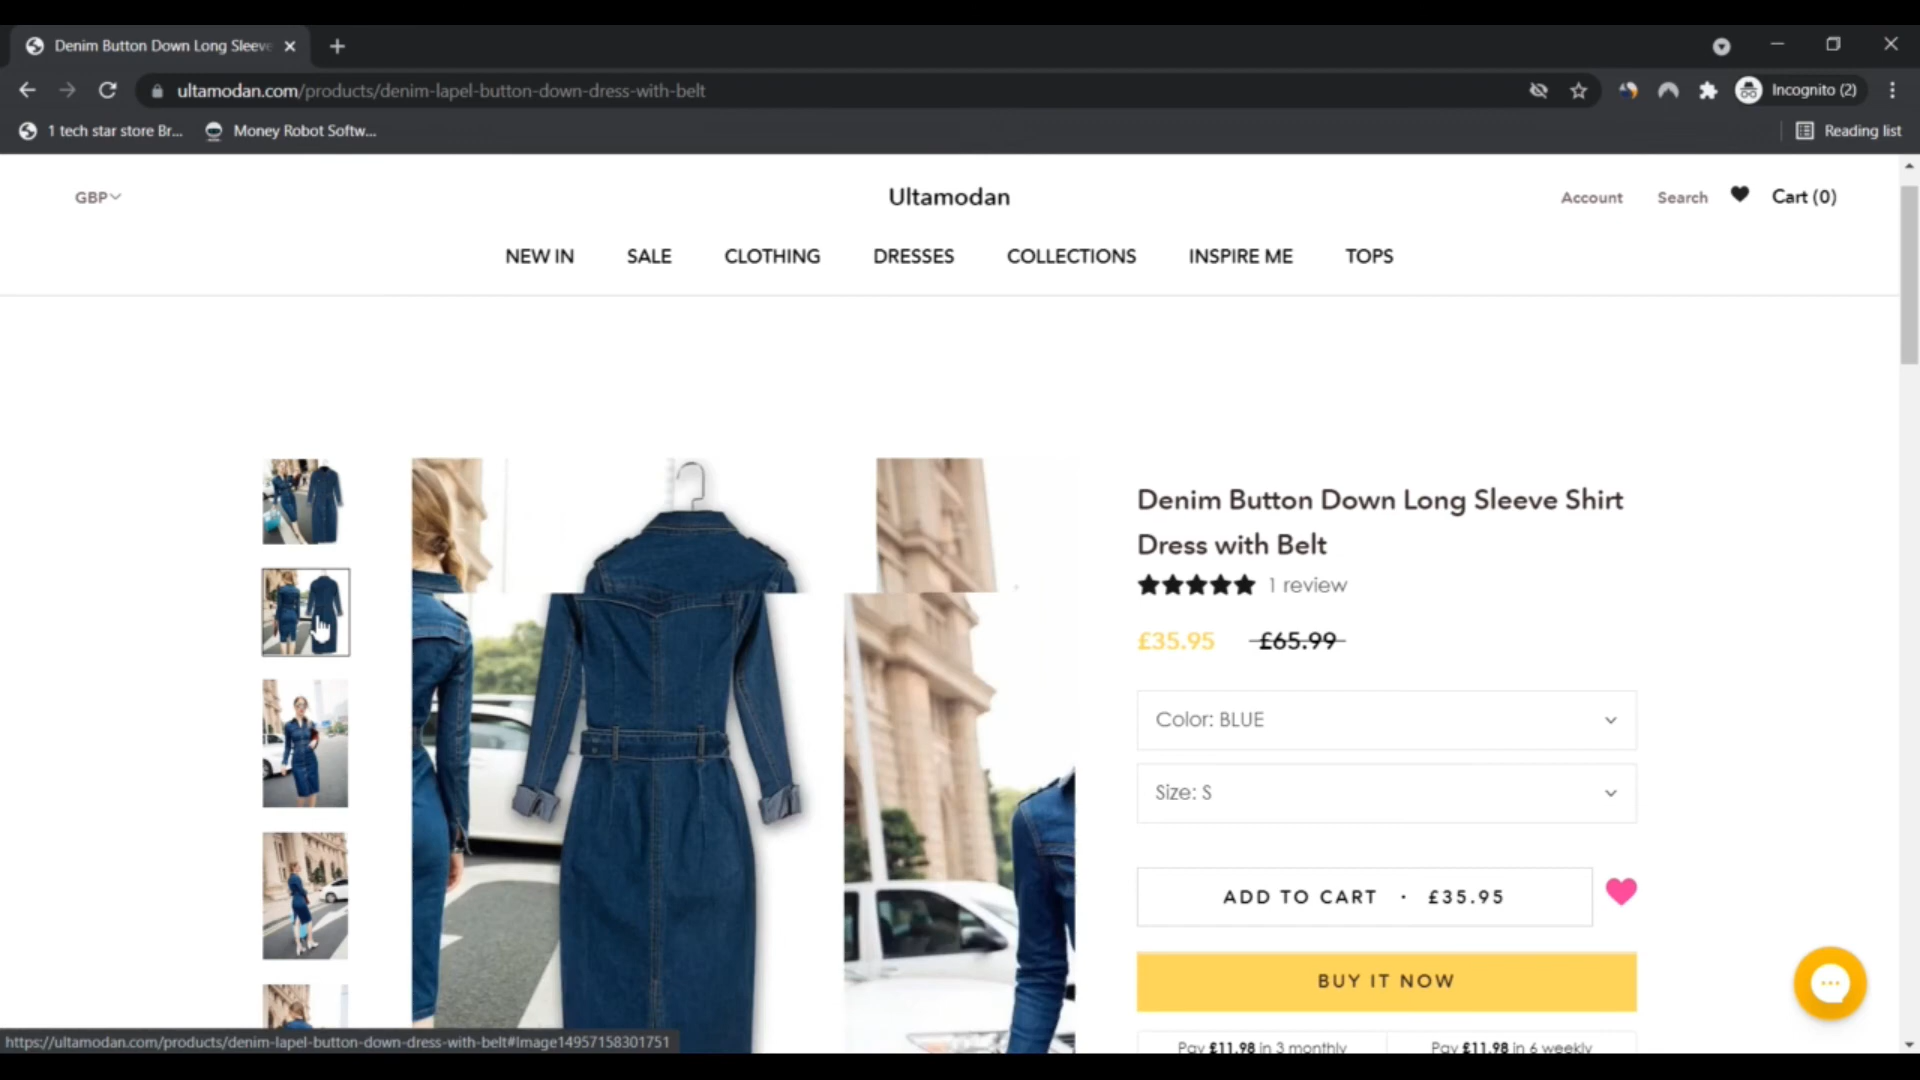 Denim Button Down Long Sleeve
ultamodan.com/products/denim-lapel-button-down-dress-with-belt
Incognito (2)
1 tech star store Br...
Money Robot Softw...
Reading list
GBP
Ultamodan
Account
Search
Cart (0)
NEW IN
SALE
CLOTHING
DRESSES
COLLECTIONS
INSPIRE ME
TOPS
Denim Button Down Long Sleeve Shirt
Dress with Belt
1 review
£35.95 £65.99
Color: BLUE
Size: S
ADD TO CART · £35.95
BUY IT NOW
Pay £11.98 in 3 monthly
Pay £11.98 in 6 weekly
https://ultamodan.com/products/denim-lapel-button-down-dress-with-belt#Image14957158301751